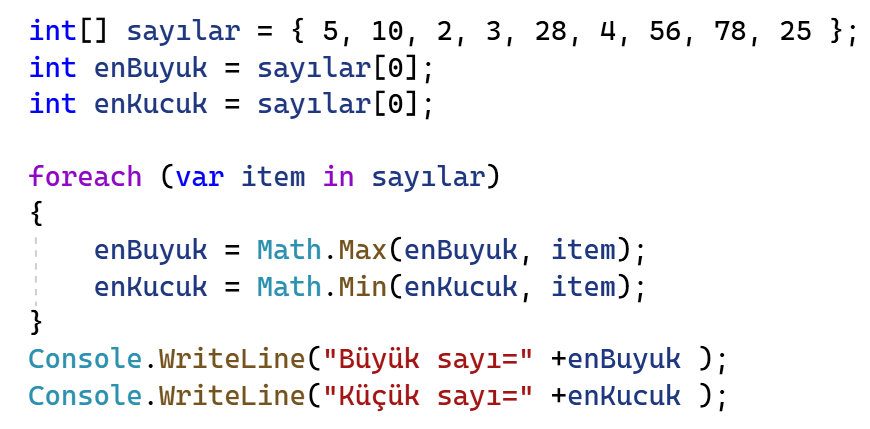 int[] sayılar = { 5, 10, 2, 3, 28, 4, 56, 78, 25 };
int enBuyuk = sayılar[0];
int enKucuk = sayılar[0];
foreach (var item in sayılar)
{
enBuyuk = Math.Max(enBuyuk, item);
enKucuk = Math.Min(enKucuk, item);
}
Console.WriteLine("Büyük sayı=" +enBuyuk );
Console.WriteLine("Küçük sayı=" +enKucuk );